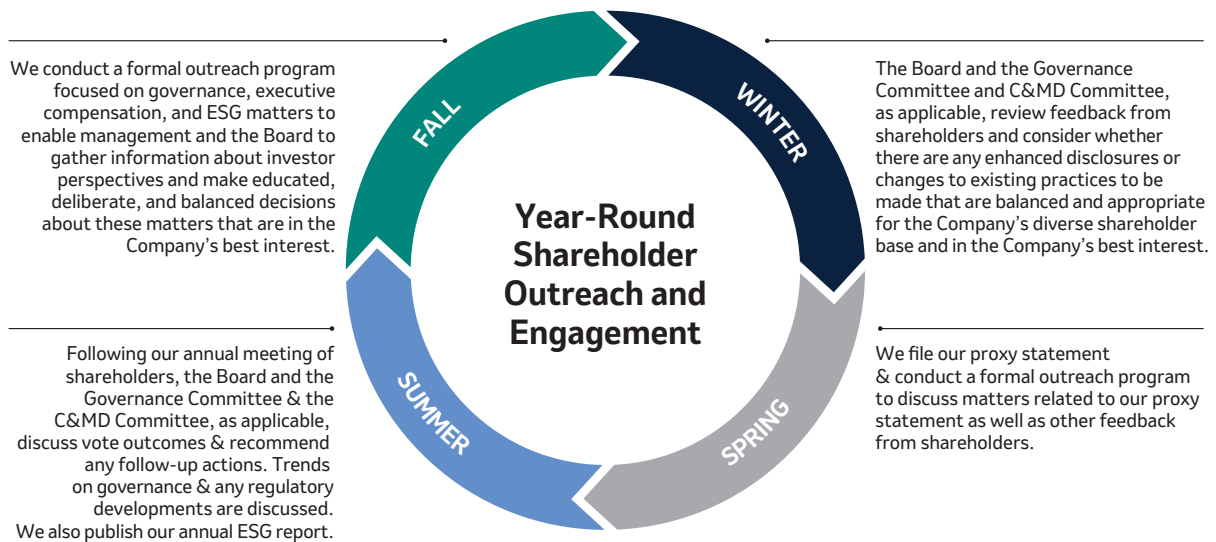 We conduct a formal outreach program
focused on governance, executive
compensation, and ESG matters to
enable management and the Board to
gather information about investor
perspectives and make educated,
deliberate, and balanced decisions
about these matters that are in the
Company’s best interest.
FALL
WINTER
The Board and the Governance
Committee and C&MD Committee,
as applicable, review feedback from
shareholders and consider whether
there are any enhanced disclosures or
changes to existing practices to be
made that are balanced and appropriate
for the Company’s diverse shareholder
base and in the Company’s best interest.
Year-Round
Shareholder
Outreach and
Engagement
Following our annual meeting of
shareholders, the Board and the
Governance Committee & the
C&MD Committee, as applicable,
discuss vote outcomes & recommend
any follow-up actions. Trends
on governance & any regulatory
developments are discussed.
We also publish our annual ESG report.
SUMMER
SPRING
We file our proxy statement
& conduct a formal outreach program
to discuss matters related to our proxy
statement as well as other feedback
from shareholders.